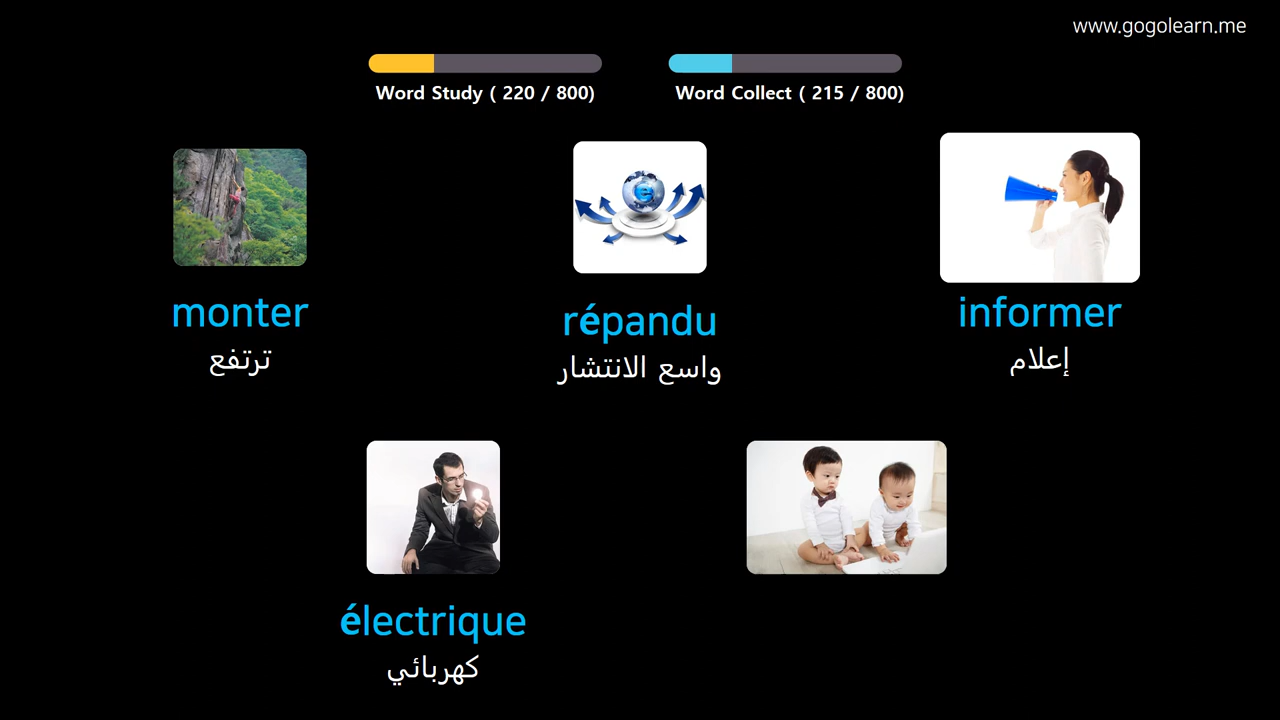 www.gogolearn.me
Word Study ( 220 / 800)
Word Collect ( 215 / 800)
monter
ترتفع
répandu
واسع الانتشار
informer
إعلام
électrique
كهربائي